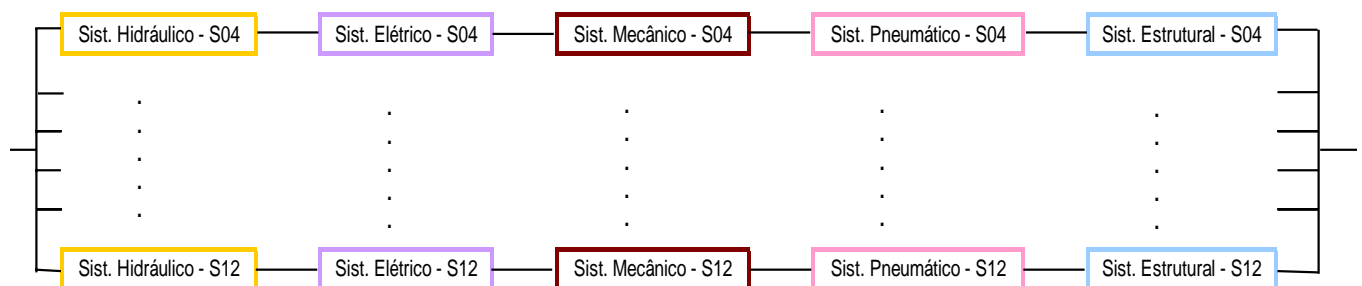 Sist. Hidráulico - S04 Sist. Elétrico - S04 Sist. Mecânico - S04 Sist. Pneumático - S04 Sist. Estrutural - S04
Sist. Hidráulico - S12 Sist. Elétrico - S12 Sist. Mecânico - S12 Sist. Pneumático - S12 Sist. Estrutural - S12